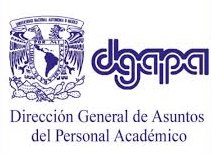 UNIVERSIDAD NACIONAL AUTONOMA DE MEXICO
dgapa
Dirección General de Asuntos
del Personal Académico